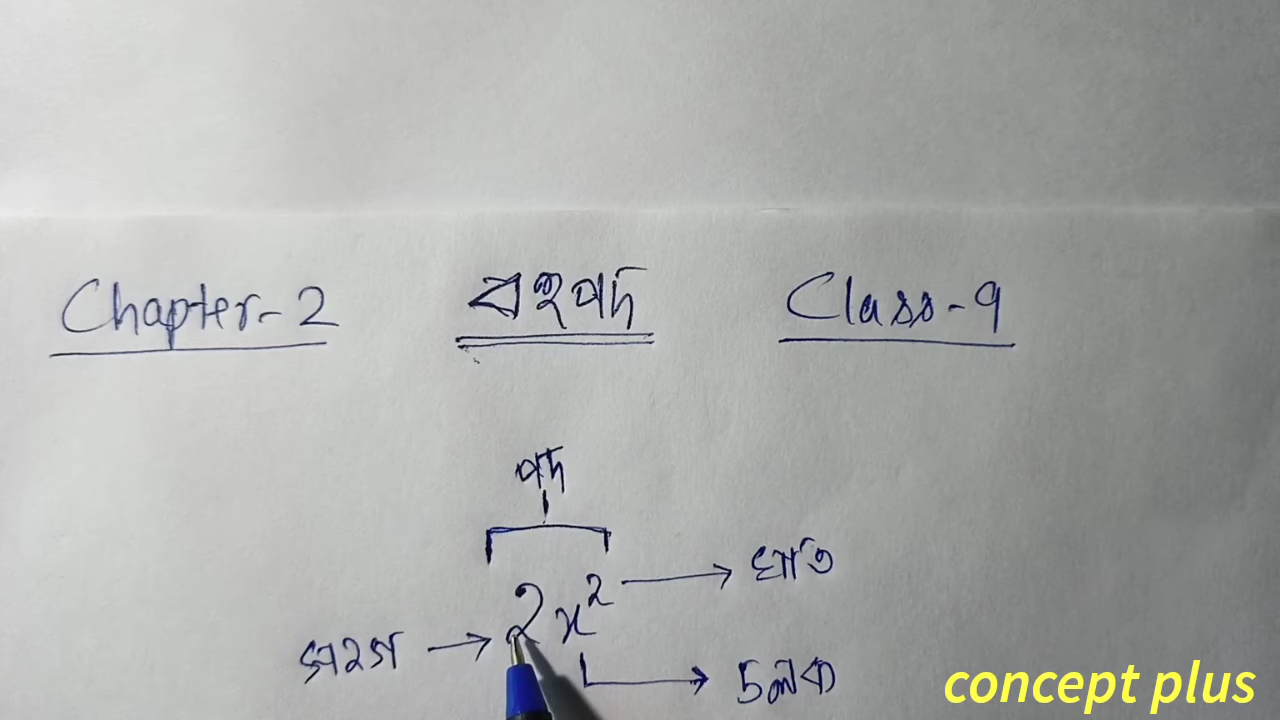 Chapter-2 বহুপদ Class-9
পদ
2x² → ঘাত
সহগ →
চলক
concept plus